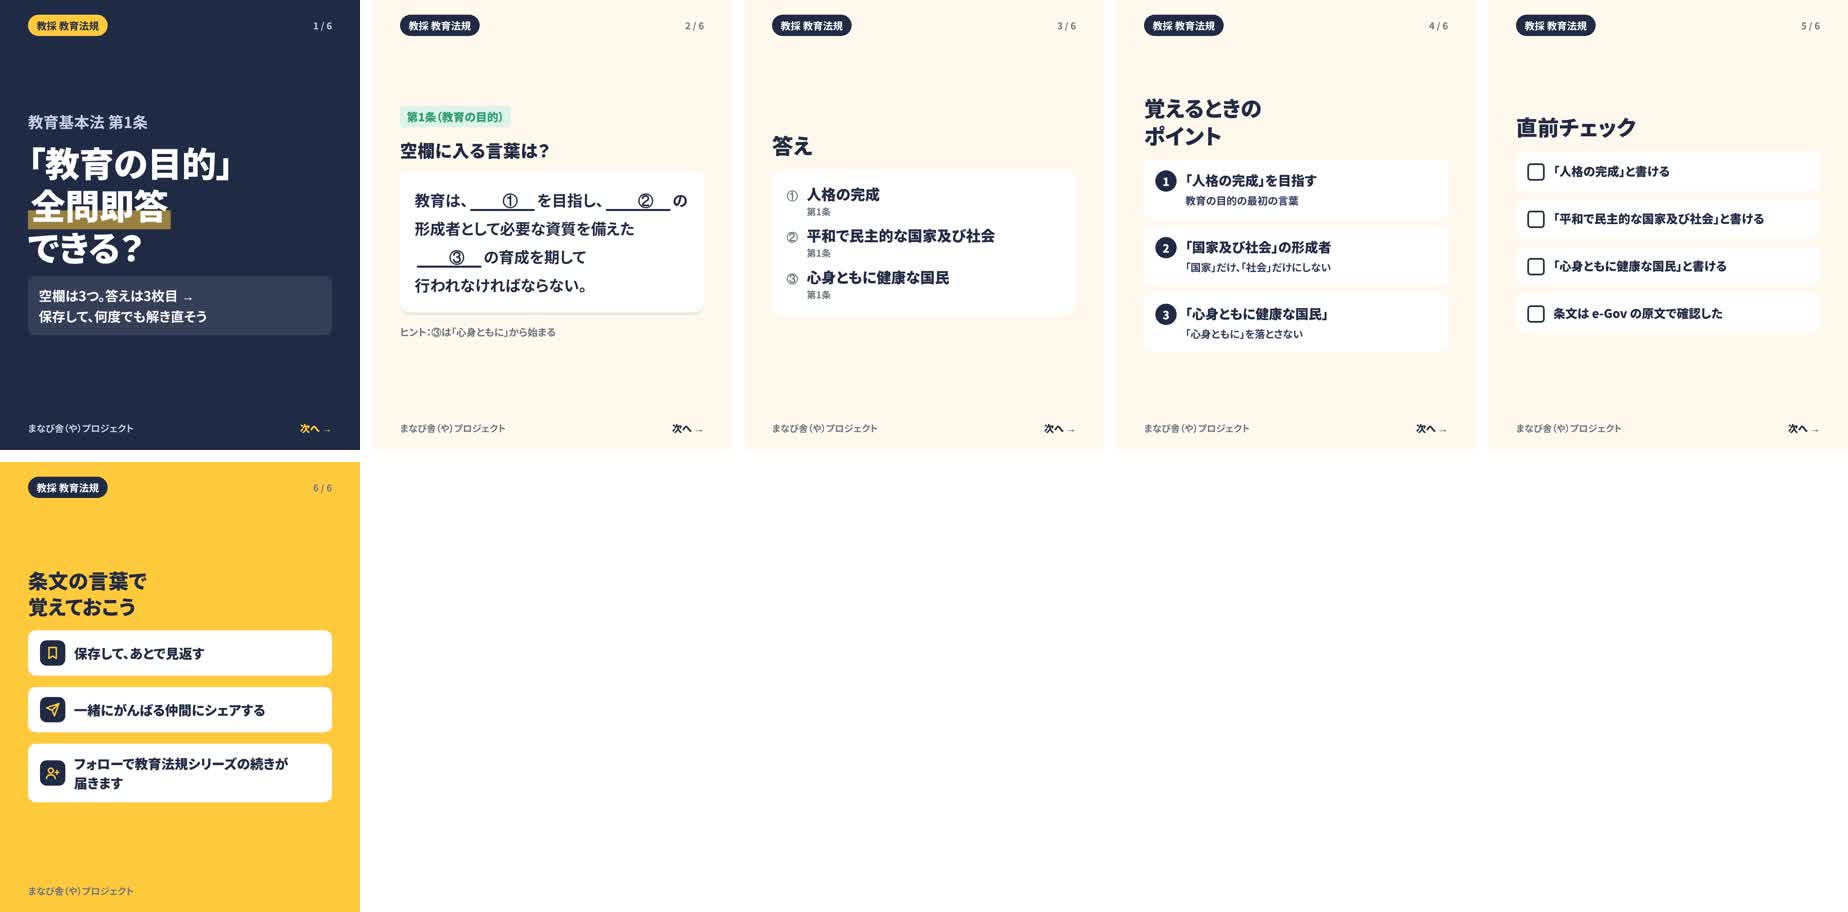 教採 教育法規
1 / 6
教育基本法 第1条
「教育の目的」
全問即答
できる？
空欄は3つ。答えは3枚目 →
保存して、何度でも解き直そう
まなび舎（や）プロジェクト
次へ →
教採 教育法規
2 / 6
第1条（教育の目的）
空欄に入る言葉は？
教育は、＿＿①＿＿を目指し、＿＿②＿＿の
形成者として必要な資質を備えた
＿＿③＿＿の育成を期して
行われなければならない。
ヒント：③は「心身ともに」から始まる
まなび舎（や）プロジェクト
次へ →
教採 教育法規
3 / 6
答え
① 人格の完成
第1条
② 平和で民主的な国家及び社会
第1条
③ 心身ともに健康な国民
第1条
まなび舎（や）プロジェクト
次へ →
教採 教育法規
4 / 6
覚えるときの
ポイント
1 「人格の完成」を目指す
教育の目的の最初の言葉
2 「国家及び社会」の形成者
「国家」だけ、「社会」だけにしない
3 「心身ともに健康な国民」
「心身ともに」を落とさない
まなび舎（や）プロジェクト
次へ →
教採 教育法規
5 / 6
直前チェック
「人格の完成」と書ける
「平和で民主的な国家及び社会」と書ける
「心身ともに健康な国民」と書ける
条文は e-Gov の原文で確認した
まなび舎（や）プロジェクト
次へ →
教採 教育法規
6 / 6
条文の言葉で
覚えておこう
保存して、あとで見返す
一緒にがんばる仲間にシェアする
フォローで教育法規シリーズの続きが
届きます
まなび舎（や）プロジェクト